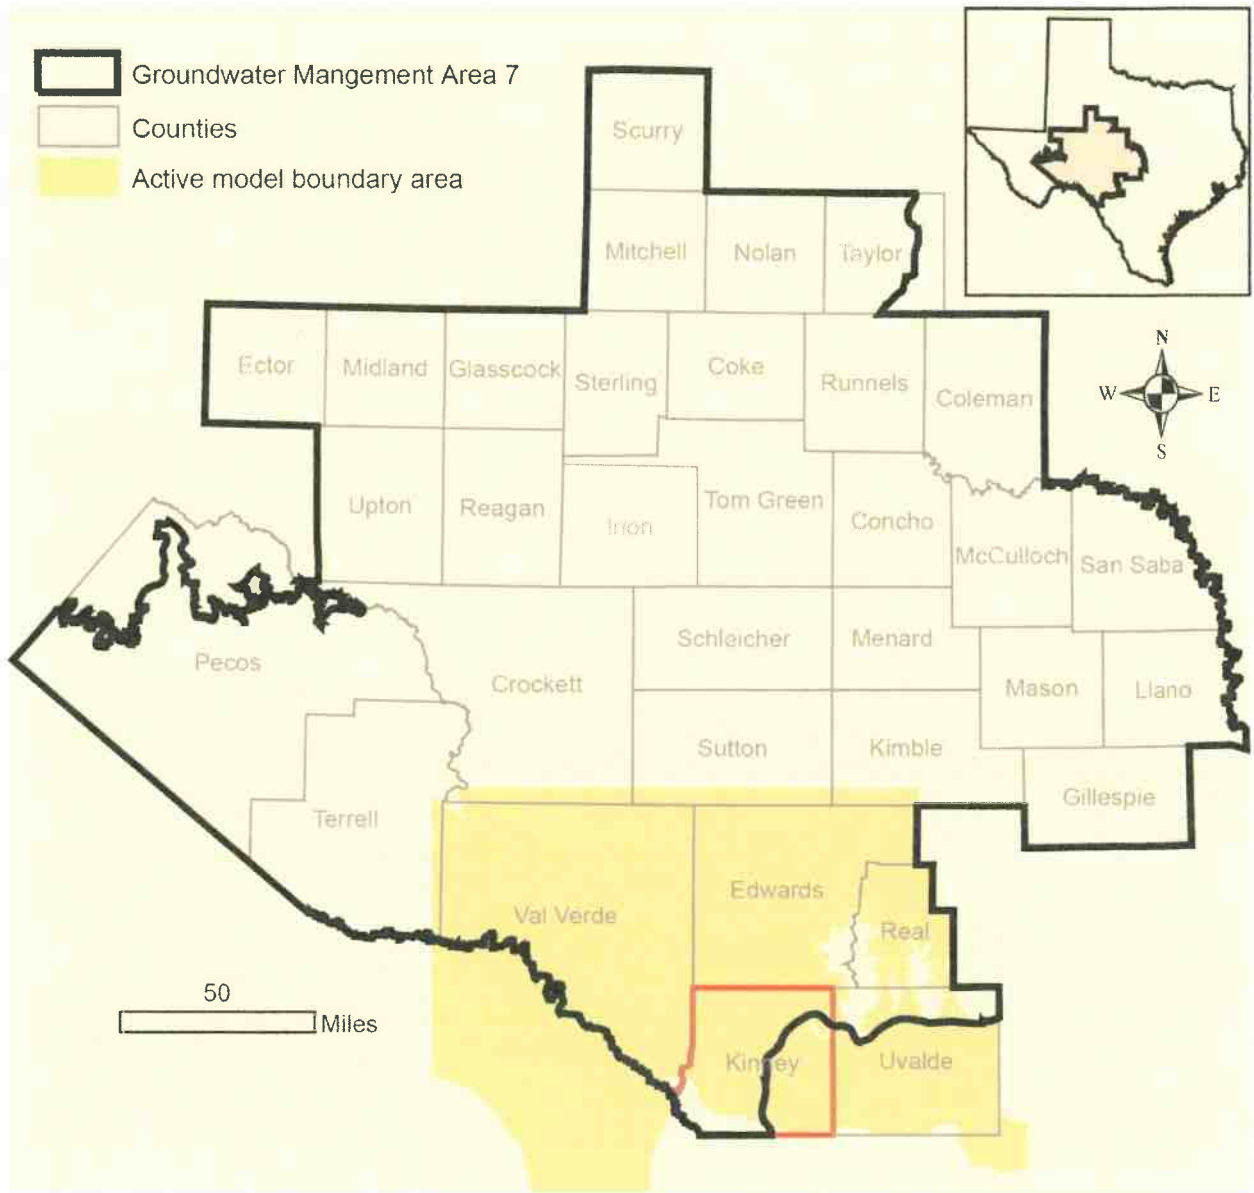 Groundwater Mangement Area 7
Counties
Active model boundary area
Scurry
Mitchell
Nolan
Taylor
N
W
E
S
Ector
Midland
Glasscock
Sterling
Coke
Runnels
Coleman
Upton
Reagan
Irion
Tom Green
Concho
McCulloch
San Saba
Pecos
Crockett
Schleicher
Menard
Mason
Llano
Sutton
Kimble
Gillespie
Terrell
Val Verde
Edwards
Real
50
Miles
Kinney
Uvalde